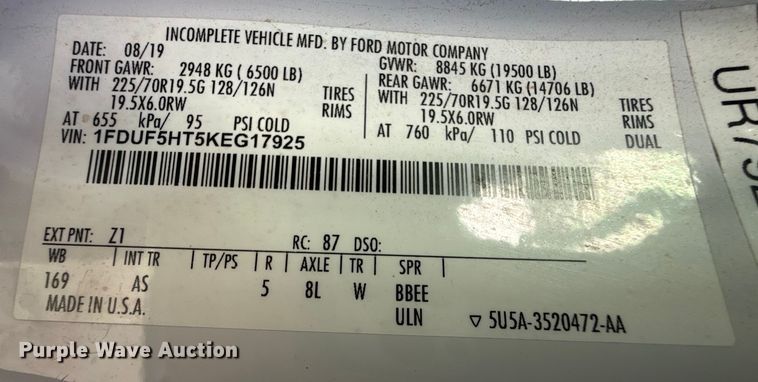 INCOMPLETE VEHICLE MFD. BY FORD MOTOR COMPANY
DATE: 08/19 GVWR: 8845 KG (19500 LB)
FRONT GAWR: 2948 KG ( 6500 LB) REAR GAWR: 6671 KG (14706 LB)
WITH 225/70R19.5G 128/126N TIRES WITH 225/70R19.5G 128/126N TIRES
19.5X6.0RW RIMS 19.5X6.0RW RIMS
AT 655 kPa/ 95 PSI COLD AT 760 kPa/ 110 PSI COLD DUAL
VIN: 1FDUF5HT5KEG17925
EXT PNT: Z1 RC: 87 DSO:
WB | INT TR | TP/PS | R | AXLE | TR | SPR
169 AS 5 8L W BBEE
MADE IN U.S.A. ULN ▽ 5U5A-3520472-AA
Purple Wave Auction